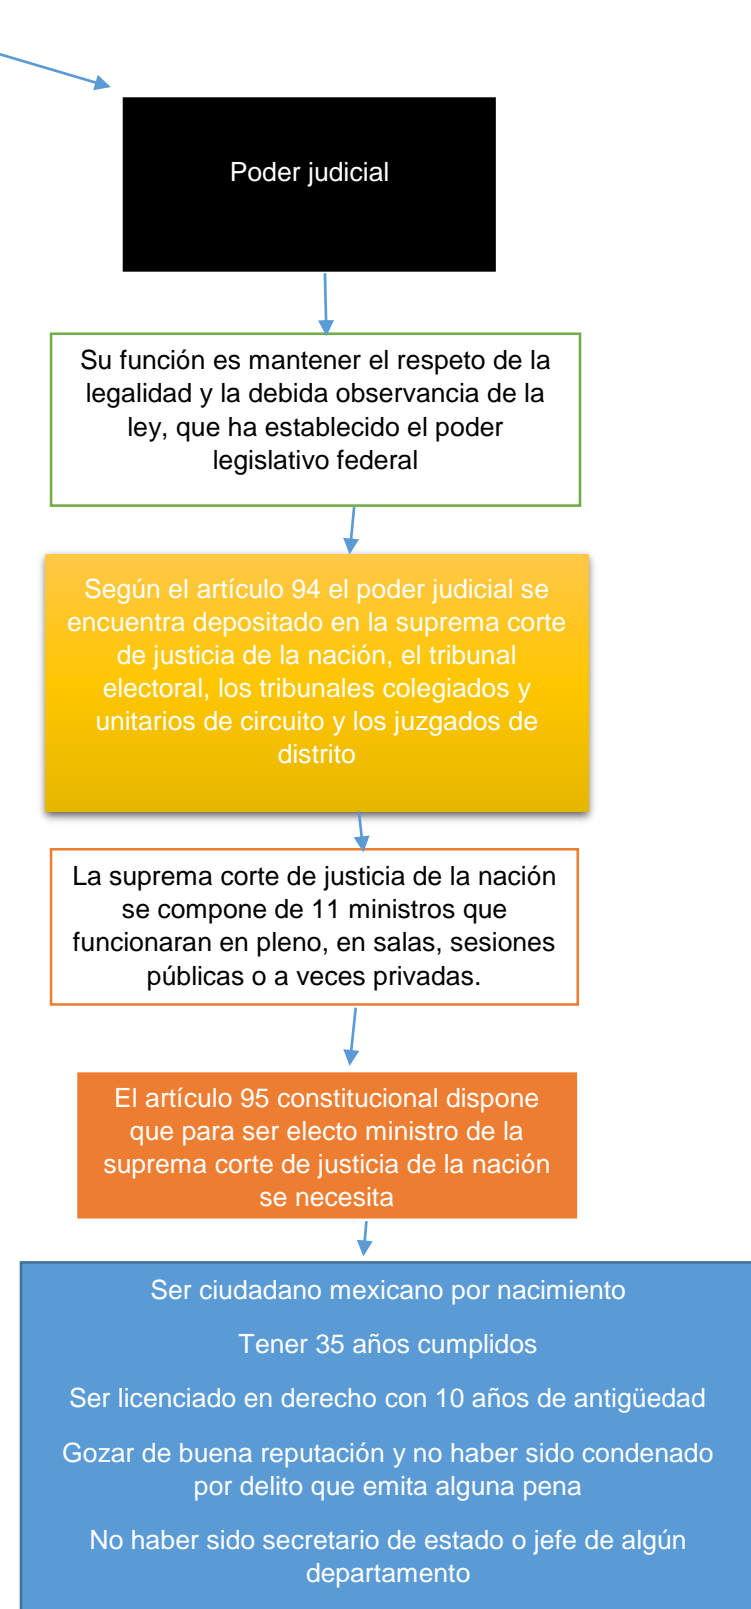 Poder judicial
Su función es mantener el respeto de la
legalidad y la debida observancia de la
ley, que ha establecido el poder
legislativo federal
Según el artículo 94 el poder judicial se
encuentra depositado en la suprema corte
de justicia de la nación, el tribunal
electoral, los tribunales colegiados y
unitarios de circuito y los juzgados de
distrito
La suprema corte de justicia de la nación
se compone de 11 ministros que
funcionaran en pleno, en salas, sesiones
públicas o a veces privadas.
El artículo 95 constitucional dispone
que para ser electo ministro de la
suprema corte de justicia de la nación
se necesita
Ser ciudadano mexicano por nacimiento
Tener 35 años cumplidos
Ser licenciado en derecho con 10 años de antigüedad
Gozar de buena reputación y no haber sido condenado
por delito que emita alguna pena
No haber sido secretario de estado o jefe de algún
departamento